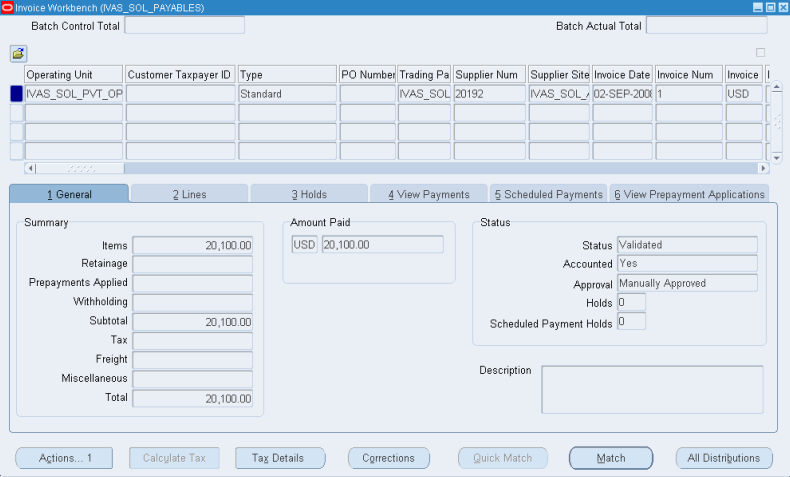 Invoice Workbench (IVAS_SOL_PAYABLES)
Batch Control Total
Batch Actual Total
Operating Unit Customer Taxpayer ID Type PO Number Trading Pa Supplier Num Supplier Site Invoice Date Invoice Num Invoice
IVAS_SOL_PVT_OP Standard IVAS_SOL 20192 IVAS_SOL_A 02-SEP-2008 1 USD
1 General 2 Lines 3 Holds 4 View Payments 5 Scheduled Payments 6 View Prepayment Applications
Summary
Items 20,100.00
Retainage
Prepayments Applied
Withholding
Subtotal 20,100.00
Tax
Freight
Miscellaneous
Total 20,100.00
Amount Paid
USD 20,100.00
Status
Status Validated
Accounted Yes
Approval Manually Approved
Holds 0
Scheduled Payment Holds 0
Description
Actions... 1 Calculate Tax Tax Details Corrections Quick Match Match All Distributions